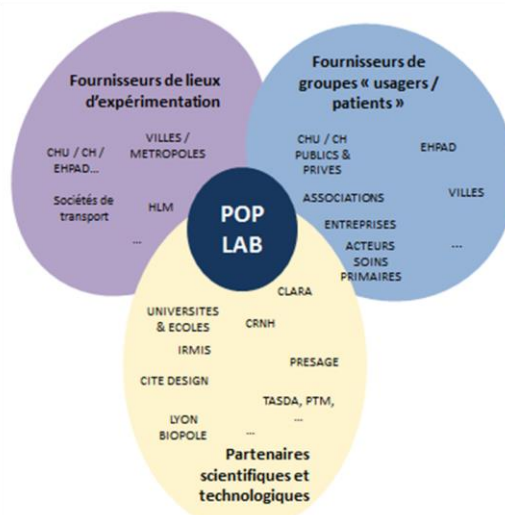 Fournisseurs de lieux
d'expérimentation
VILLES /
METROPOLES
CHU / CH /
EHPAD...
Sociétés de
transport
HLM
...
Fournisseurs de
groupes « usagers /
patients »
CHU / CH
PUBLICS &
PRIVES
EHPAD
ASSOCIATIONS
VILLES
ENTREPRISES
ACTEURS
SOINS
PRIMAIRES
...
POP
LAB
CLARA
UNIVERSITES
& ECOLES
CRNH
IRMIS
PRESAGE
CITE DESIGN
TASDA, PTM,
...
LYON
BIOPOLE
...
Partenaires
scientifiques et
technologiques